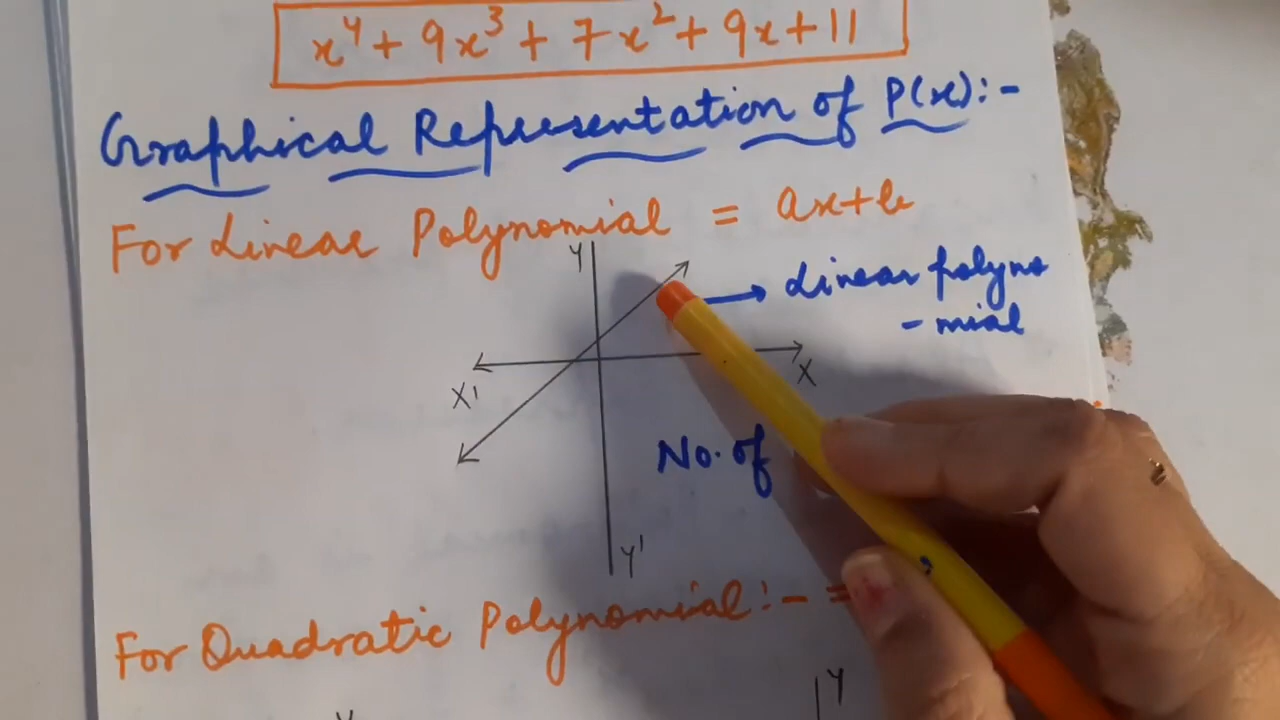 x⁴ + 9x³ + 7x² + 9x + 11
Graphical Representation of P(x):-
For Linear Polynomial = ax+b
Y
→ Linear polyno
- mial
X'
X
No. of
Y'
For Quadratic Polynomial:- =
Y